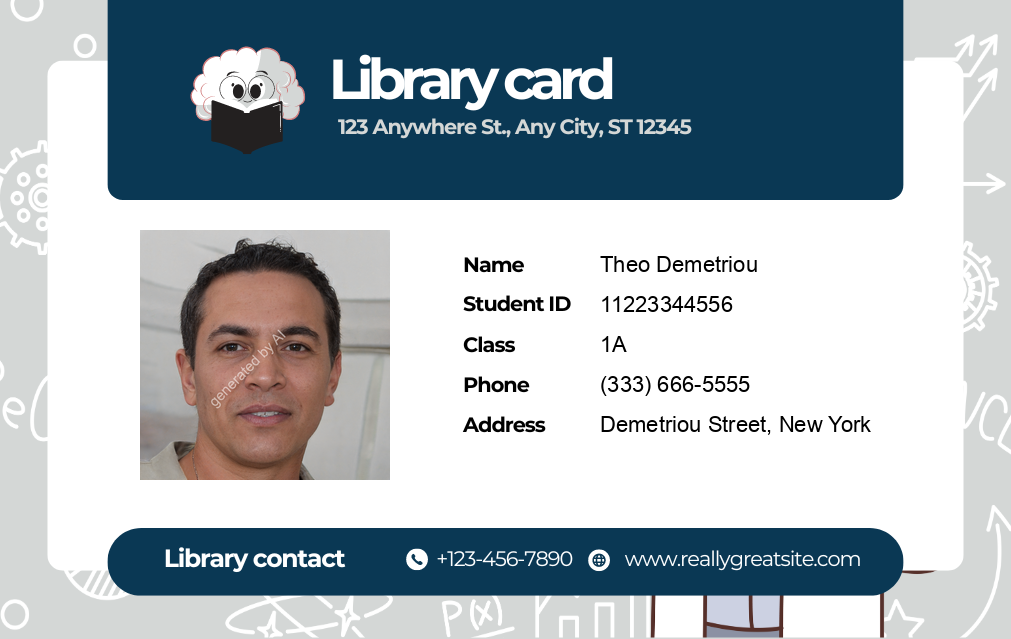 Library card
123 Anywhere St., Any City, ST 12345
generated by AI
Name Theo Demetriou
Student ID 11223344556
Class 1A
Phone (333) 666-5555
Address Demetriou Street, New York
Library contact +123-456-7890 www.reallygreatsite.com
P(x)